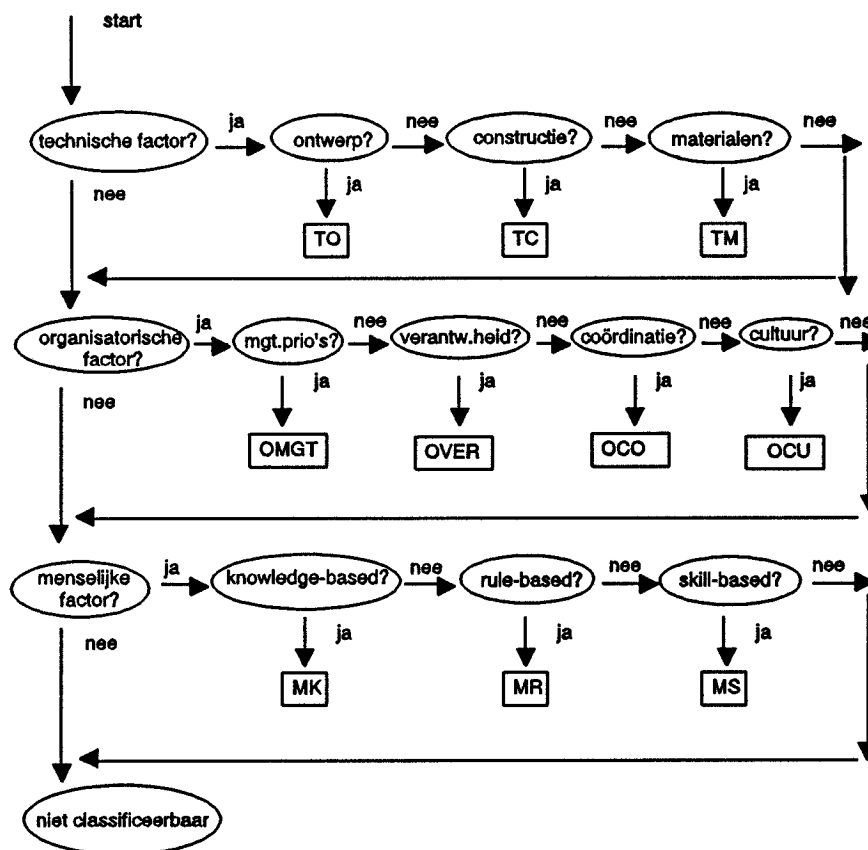 start
technische factor?
ja
ontwerp?
nee
constructie?
nee
materialen?
nee
nee
ja
ja
ja
TO
TC
TM
organisatorische
factor?
ja
mgt.prio's?
nee
verantw.heid?
nee
coördinatie?
nee
cultuur?
nee
nee
ja
ja
ja
ja
OMGT
OVER
OCO
OCU
menselijke
factor?
ja
knowledge-based?
nee
rule-based?
nee
skill-based?
nee
nee
ja
ja
ja
MK
MR
MS
niet classificeerbaar